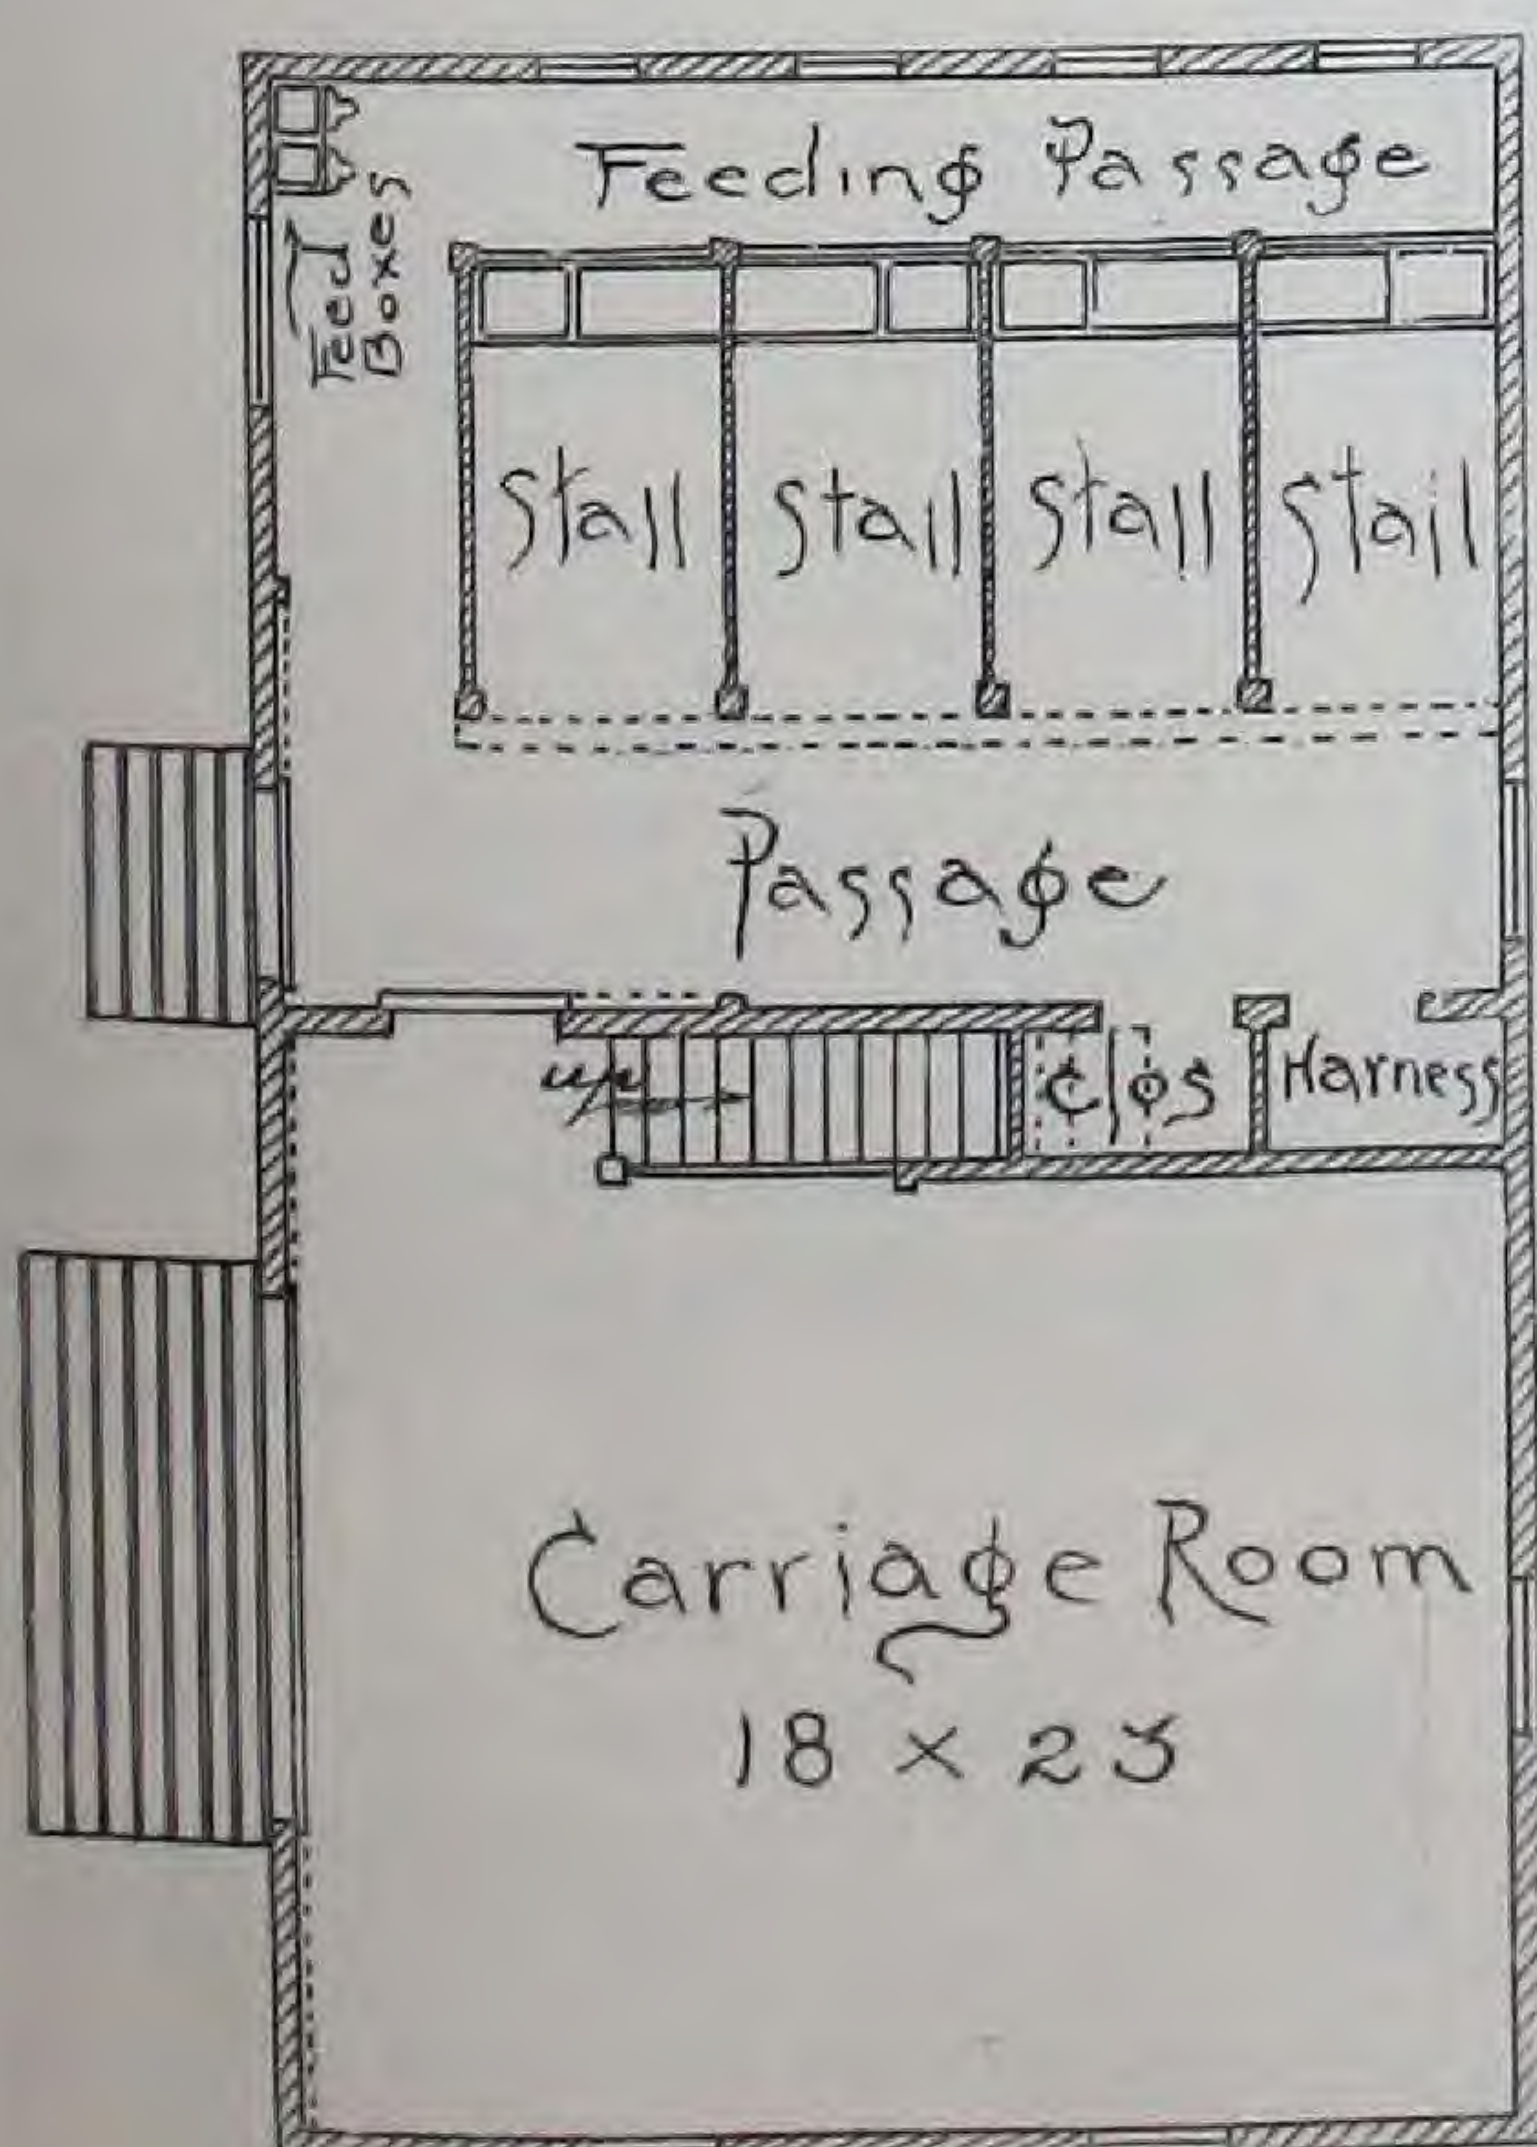 Feeding Passage
Feed
Boxes
Stall Stall Stall Stall
Passage
up
Clos Harness
Carriage Room
18 × 23